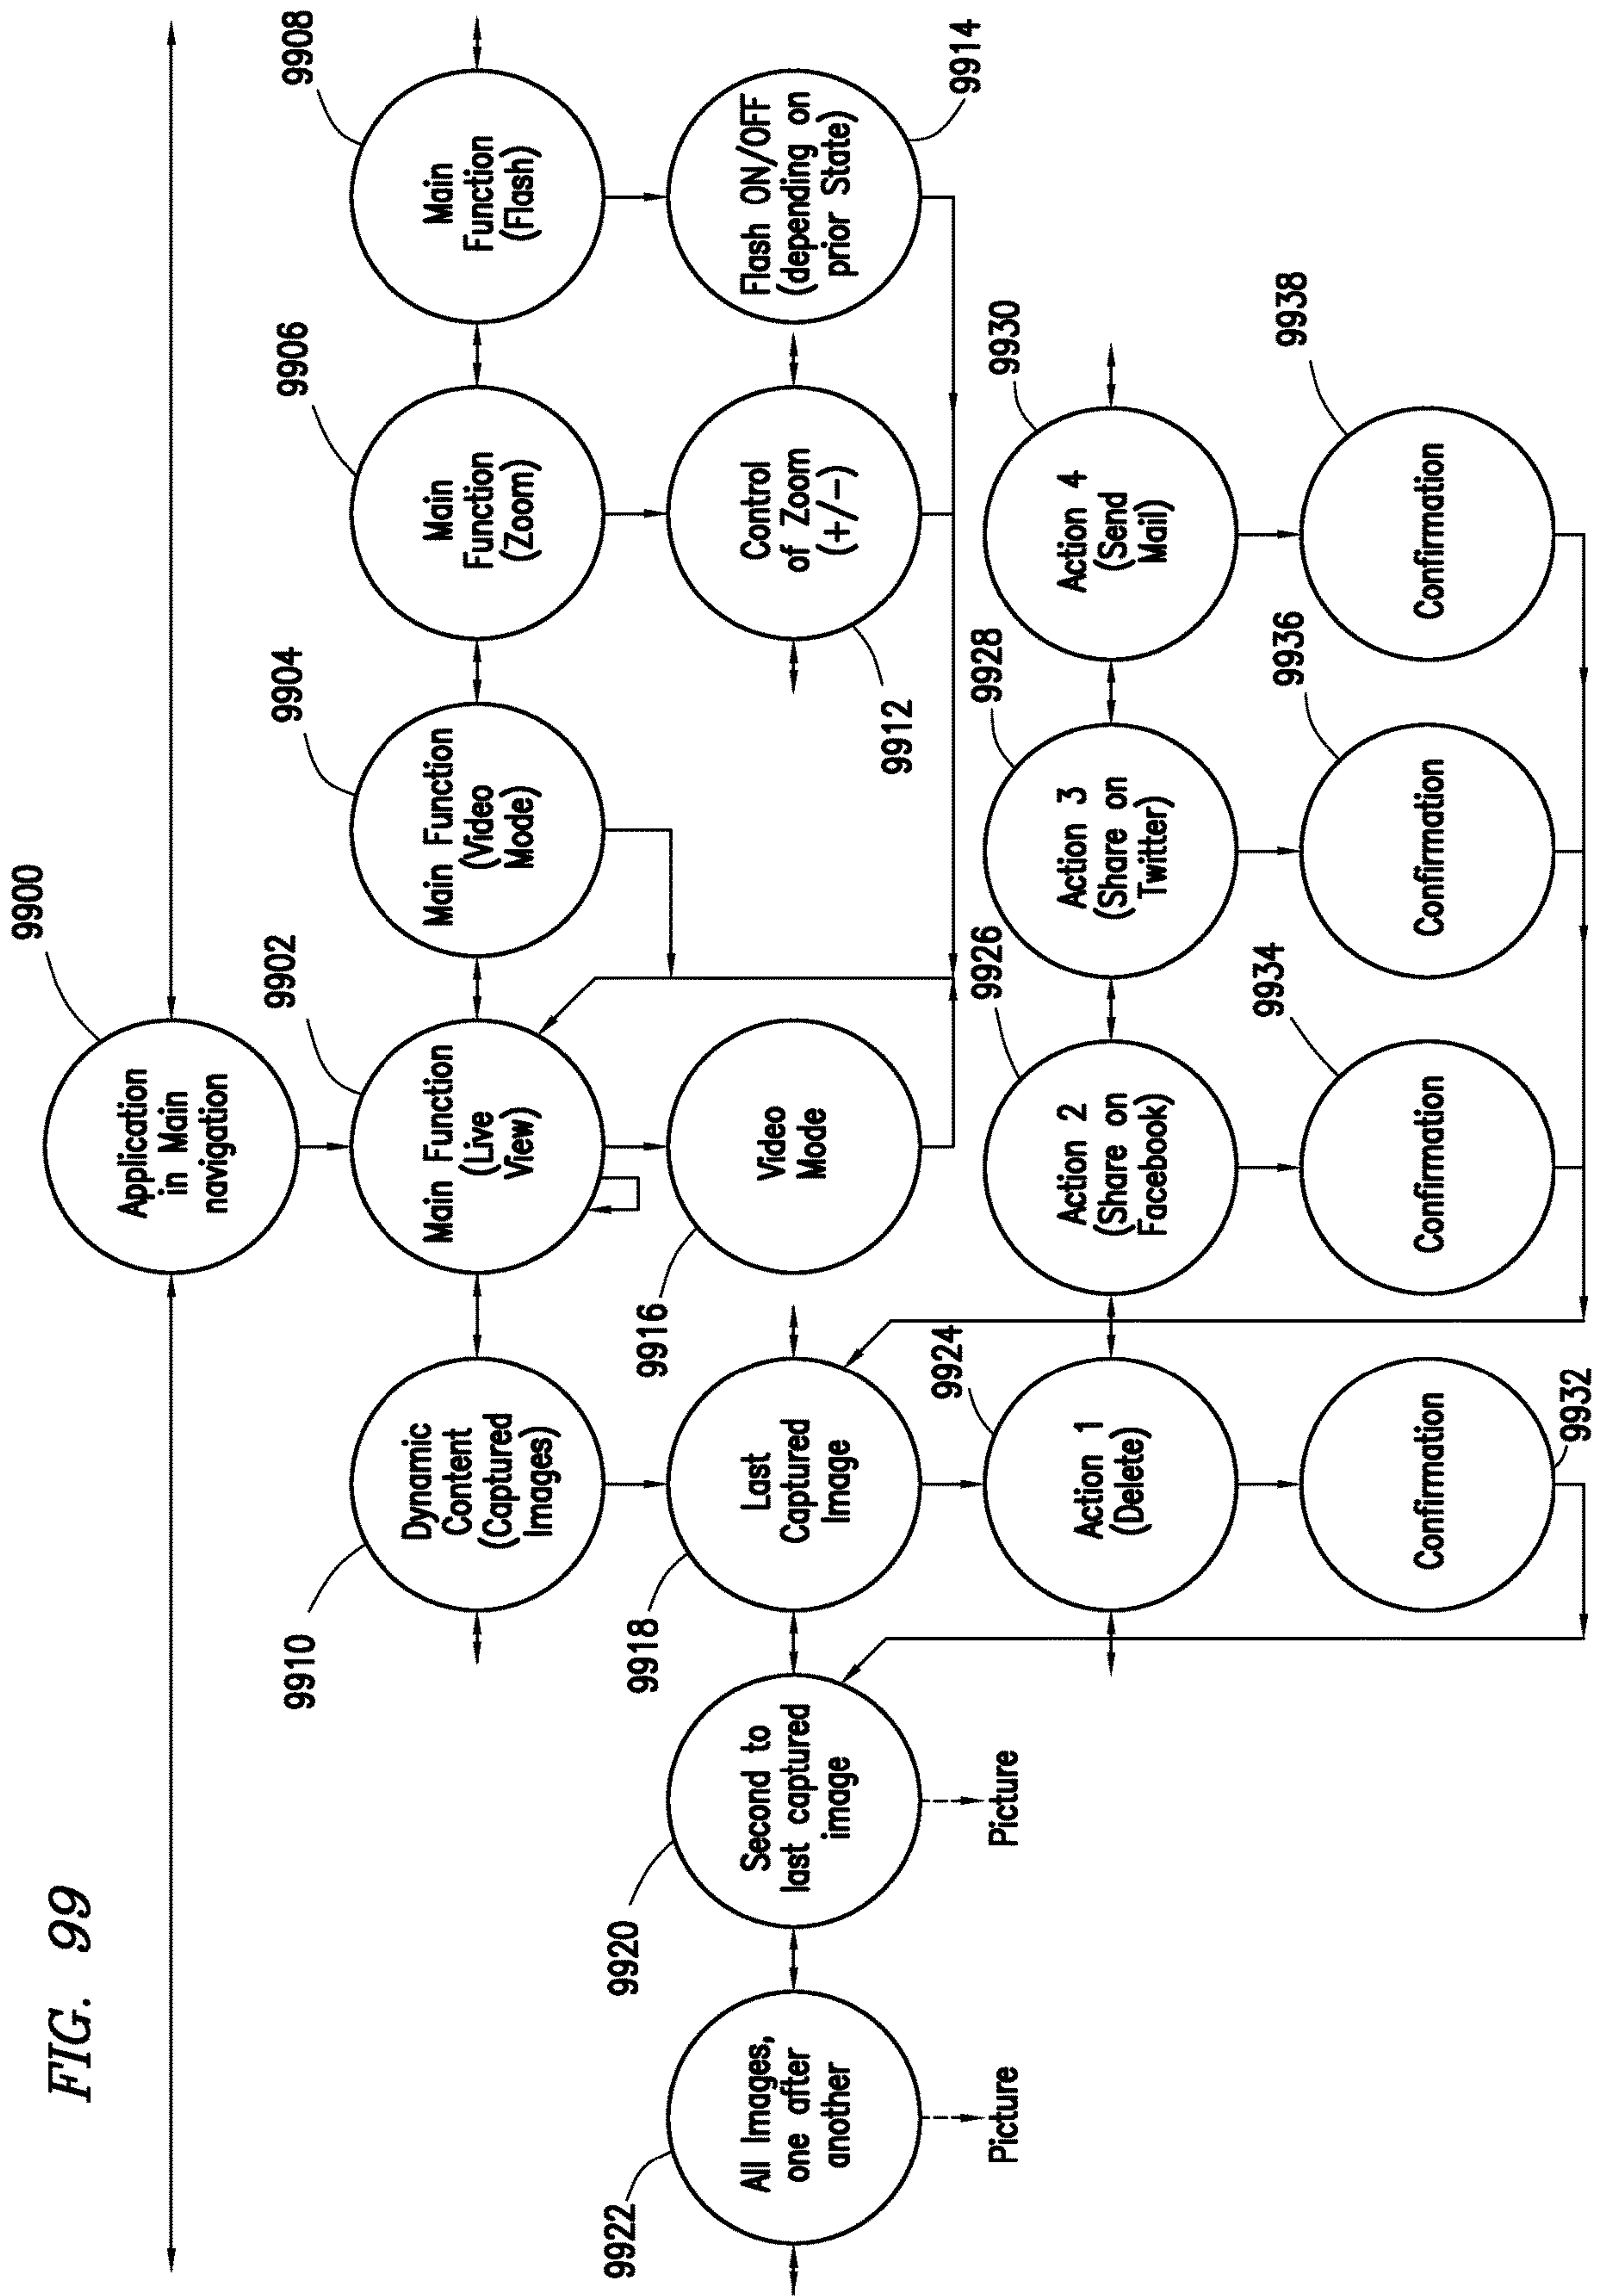 FIG. 99
9900
Application
in Main
navigation
9910
Dynamic
Content
(Captured
Images)
9902
Main Function
(Live
View)
9904
Main Function
(Video
Mode)
9906
Main
Function
(Zoom)
9908
Main
Function
(Flash)
9922
All Images,
one after
another
Picture
9920
Second to
last captured
image
Picture
9918
Last
Captured
Image
9916
Video
Mode
9912
Control
of Zoom
(+/−)
9914
Flash ON/OFF
(depending on
prior State)
9924
Action 1
(Delete)
9926
Action 2
(Share on
Facebook)
9928
Action 3
(Share on
Twitter)
9930
Action 4
(Send
Mail)
9932
Confirmation
9934
Confirmation
9936
Confirmation
9938
Confirmation